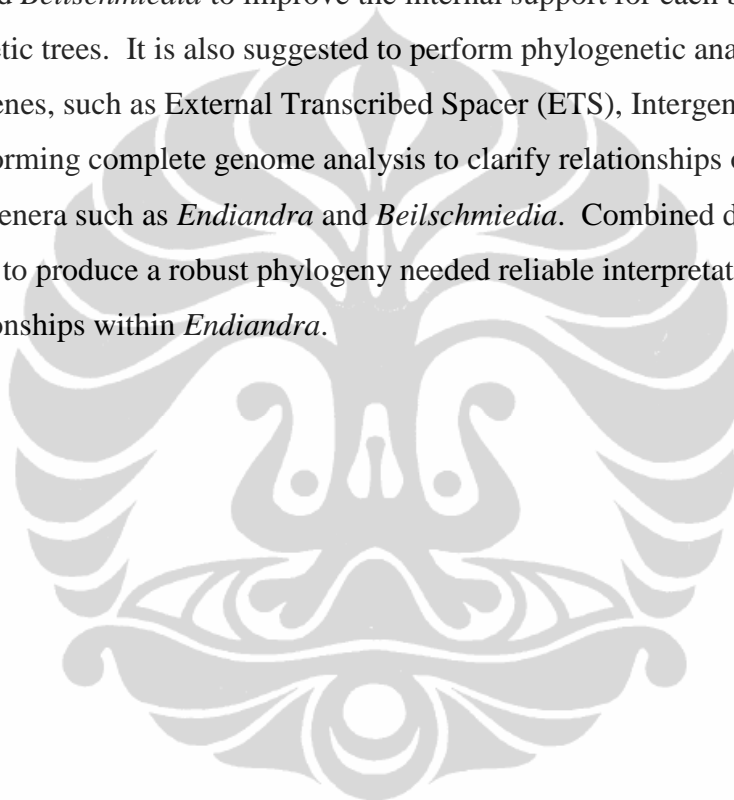 Beilschmiedia to improve the internal support for each
etic trees. It is also suggested to perform phylogenetic ana
enes, such as External Transcribed Spacer (ETS), Intergen
orming complete genome analysis to clarify relationships
enera such as Endiandra and Beilschmiedia. Combined d
to produce a robust phylogeny needed reliable interpretat
onships within Endiandra.